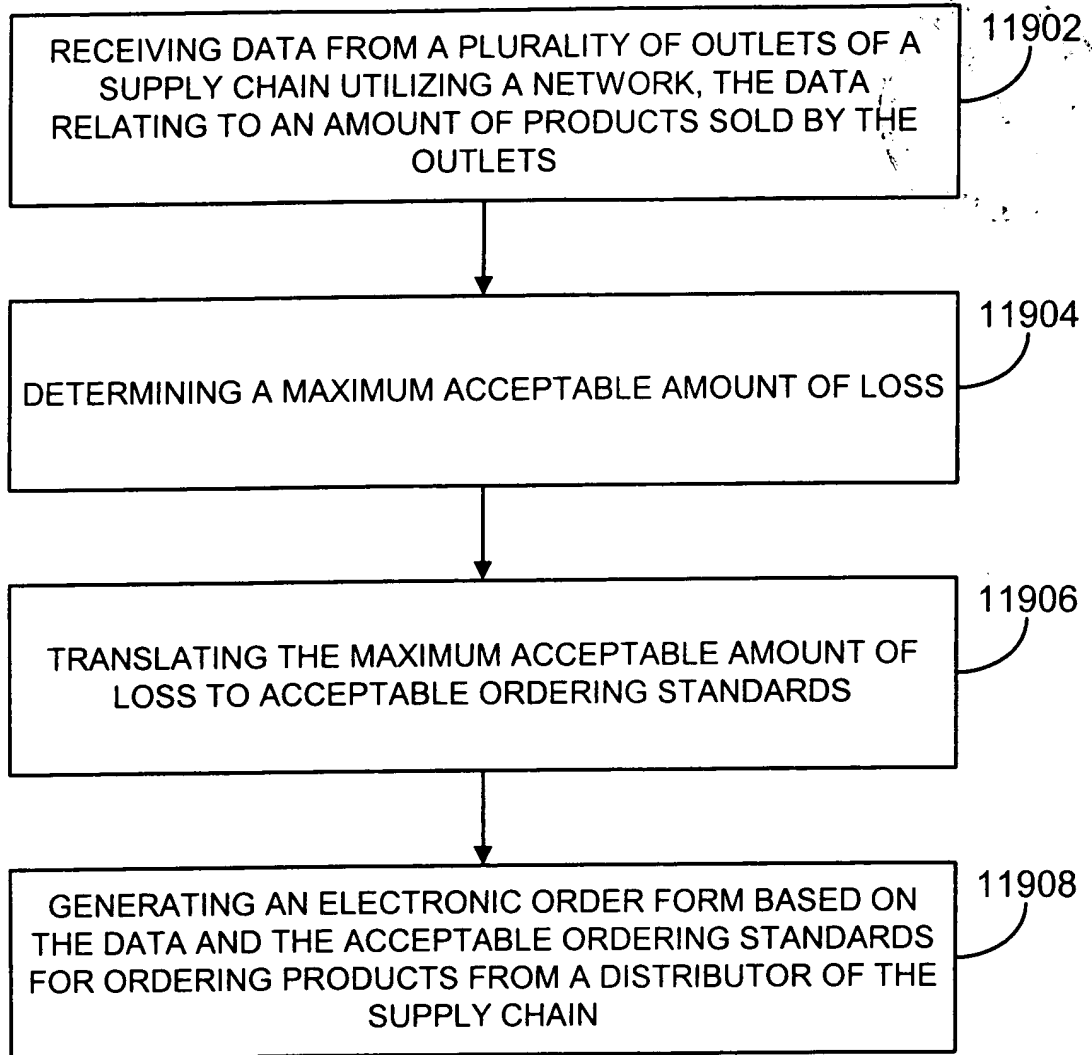 RECEIVING DATA FROM A PLURALITY OF OUTLETS OF A
SUPPLY CHAIN UTILIZING A NETWORK, THE DATA
RELATING TO AN AMOUNT OF PRODUCTS SOLD BY THE
OUTLETS
11902
DETERMINING A MAXIMUM ACCEPTABLE AMOUNT OF LOSS
11904
TRANSLATING THE MAXIMUM ACCEPTABLE AMOUNT OF
LOSS TO ACCEPTABLE ORDERING STANDARDS
11906
GENERATING AN ELECTRONIC ORDER FORM BASED ON
THE DATA AND THE ACCEPTABLE ORDERING STANDARDS
FOR ORDERING PRODUCTS FROM A DISTRIBUTOR OF THE
SUPPLY CHAIN
11908